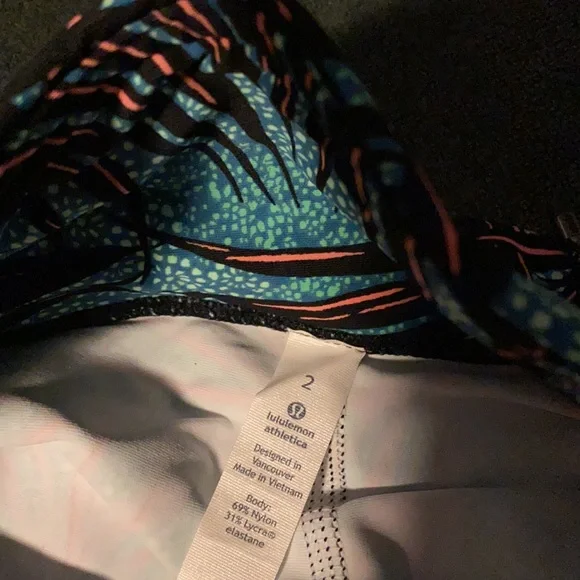 2
lululemon
athletica
Designed in
Vancouver
Made in Vietnam
Body:
69% Nylon
31% Lycra®
elastane